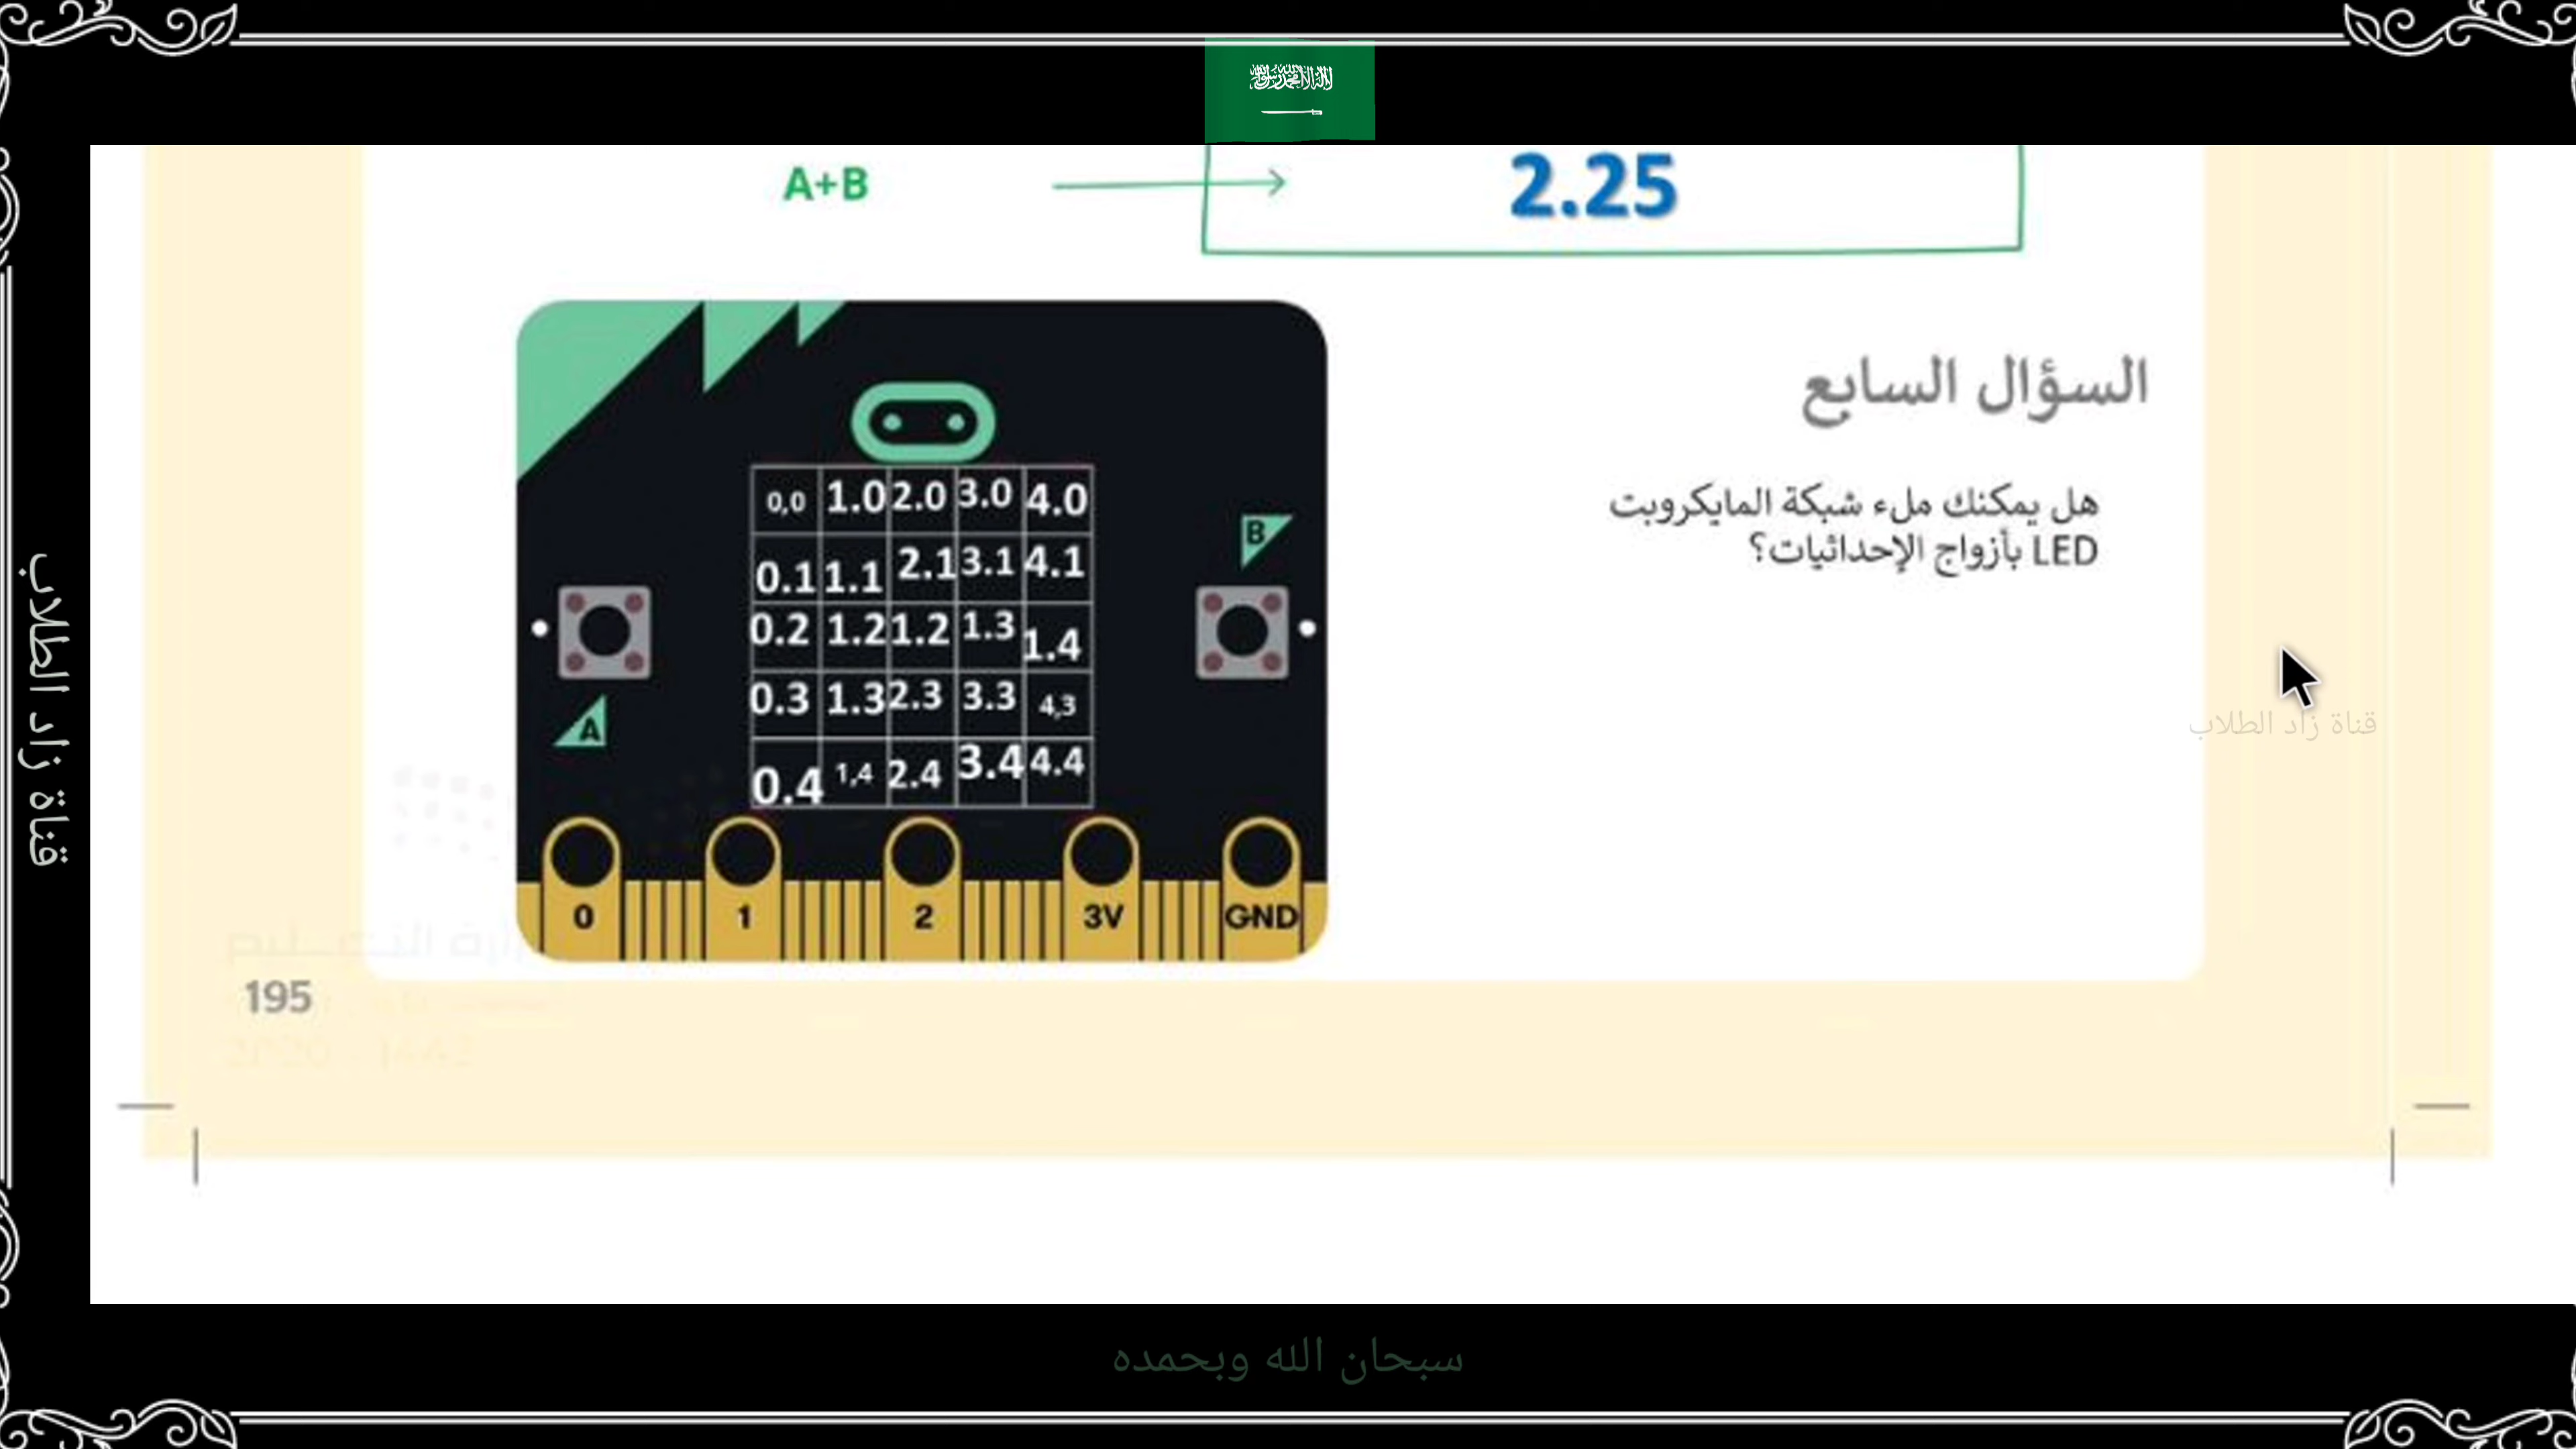 A+B
2.25
السؤال السابع
هل يمكنك ملء شبكة المايكروبت
LED بأزواج الإحداثيات؟
0,0 1.0 2.0 3.0 4.0
0.1 1.1 2.1 3.1 4.1
0.2 1.2 1.2 1.3 1.4
0.3 1.3 2.3 3.3 4,3
0.4 1,4 2.4 3.4 4.4
B
A
0 1 2 3V GND
195
قناة زاد الطلاب
قناة زاد الطلاب
سبحان الله وبحمده